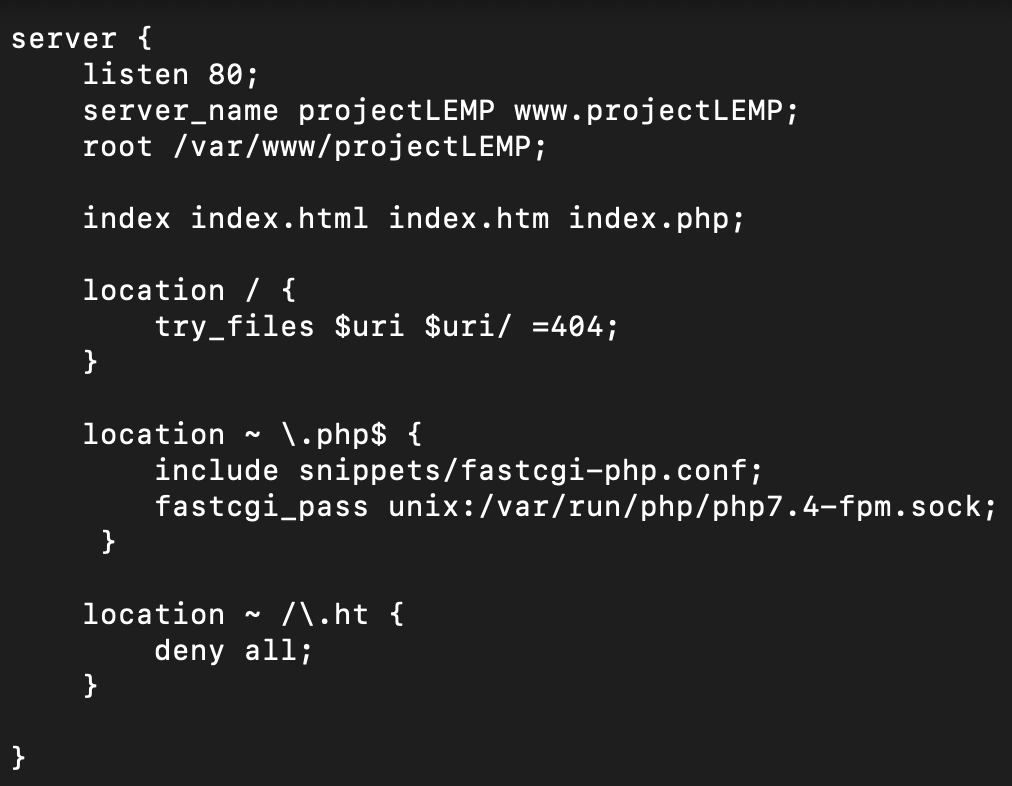 server {
    listen 80;
    server_name projectLEMP www.projectLEMP;
    root /var/www/projectLEMP;

    index index.html index.htm index.php;

    location / {
        try_files $uri $uri/ =404;
    }

    location ~ \.php$ {
        include snippets/fastcgi-php.conf;
        fastcgi_pass unix:/var/run/php/php7.4-fpm.sock;
     }

    location ~ /\.ht {
        deny all;
    }

}